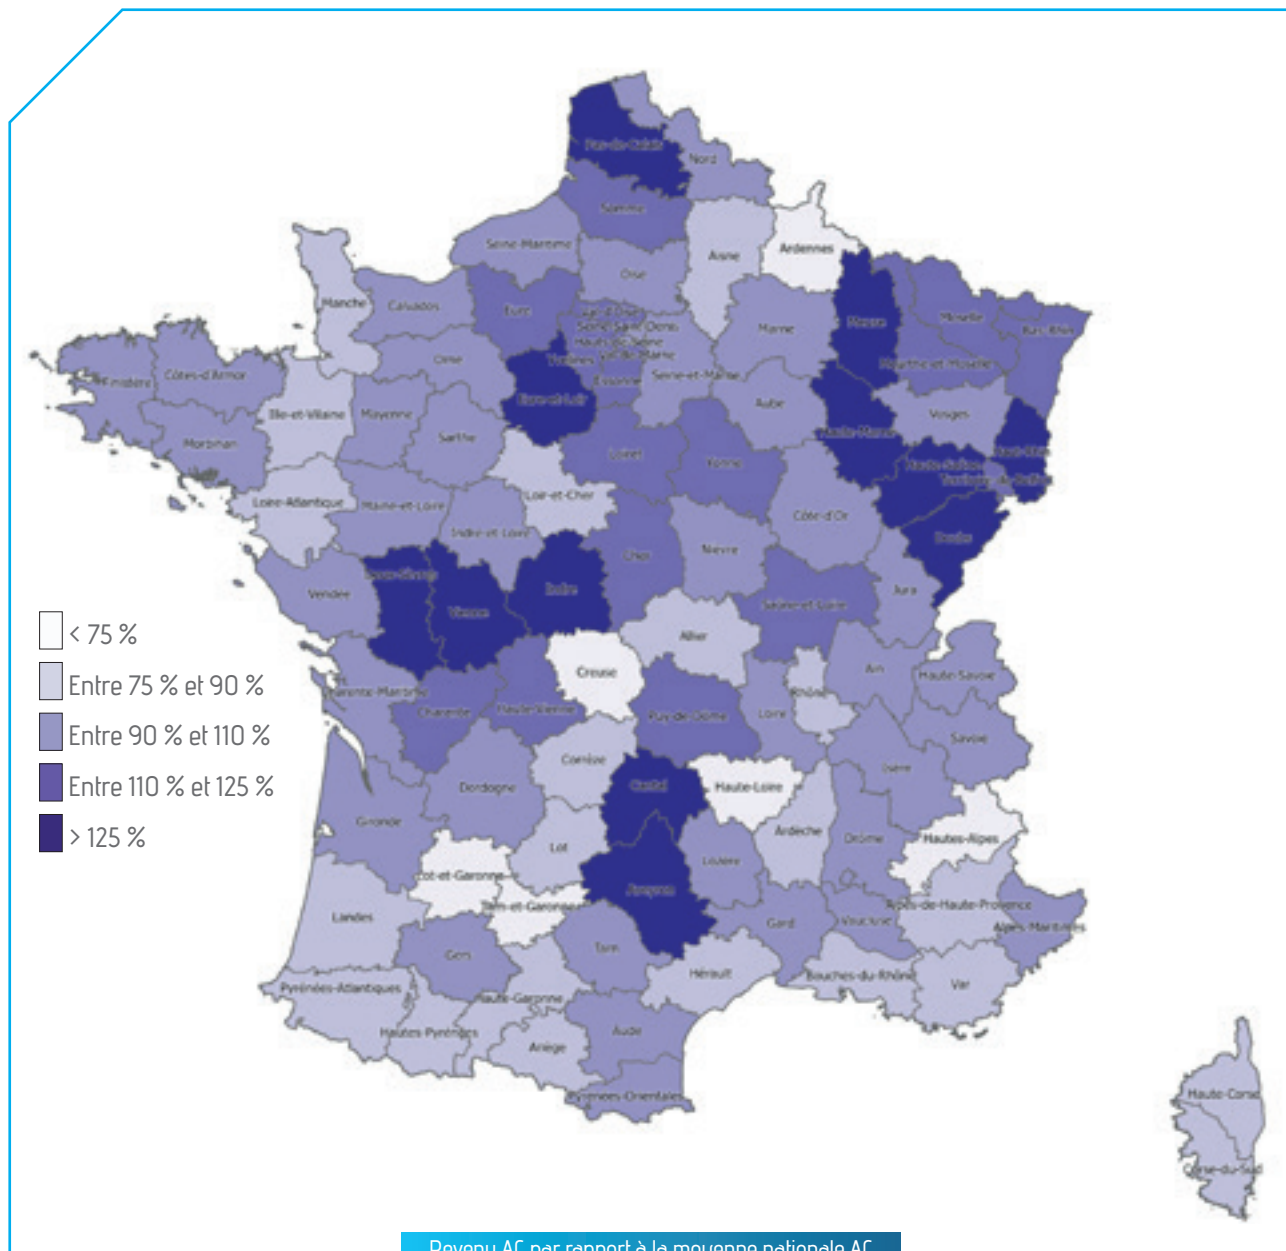 Pas-de-Calais
Nord
Somme
Seine-Maritime
Oise
Aisne
Ardennes
Manche
Calvados
Eure
Val-d'Oise
Seine-Saint-Denis
Hauts-de-Seine
Val-de-Marne
Yvelines
Essonne
Seine-et-Marne
Marne
Meuse
Moselle
Bas-Rhin
Meurthe-et-Moselle
Orne
Finistère
Côtes-d'Armor
Ille-et-Vilaine
Mayenne
Sarthe
Eure-et-Loir
Aube
Vosges
Haute-Marne
Haut-Rhin
Morbihan
Loiret
Yonne
Haute-Saône
Territoire de Belfort
Loire-Atlantique
Maine-et-Loire
Loir-et-Cher
Indre-et-Loire
Côte-d'Or
Doubs
Nièvre
Cher
Vendée
Deux-Sèvres
Vienne
Indre
Saône-et-Loire
Jura
< 75 %
Entre 75 % et 90 %
Entre 90 % et 110 %
Entre 110 % et 125 %
> 125 %
Allier
Creuse
Ain
Haute-Savoie
Charente-Maritime
Charente
Haute-Vienne
Puy-de-Dôme
Loire
Rhône
Savoie
Corrèze
Isère
Dordogne
Cantal
Haute-Loire
Gironde
Ardèche
Drôme
Hautes-Alpes
Lot
Lozère
Lot-et-Garonne
Aveyron
Tarn-et-Garonne
Landes
Gard
Vaucluse
Alpes-de-Haute-Provence
Alpes-Maritimes
Gers
Tarn
Hérault
Bouches-du-Rhône
Var
Pyrénées-Atlantiques
Haute-Garonne
Hautes-Pyrénées
Ariège
Aude
Pyrénées-Orientales
Haute-Corse
Corse-du-Sud
Revenu AC par rapport à la moyenne nationale AC